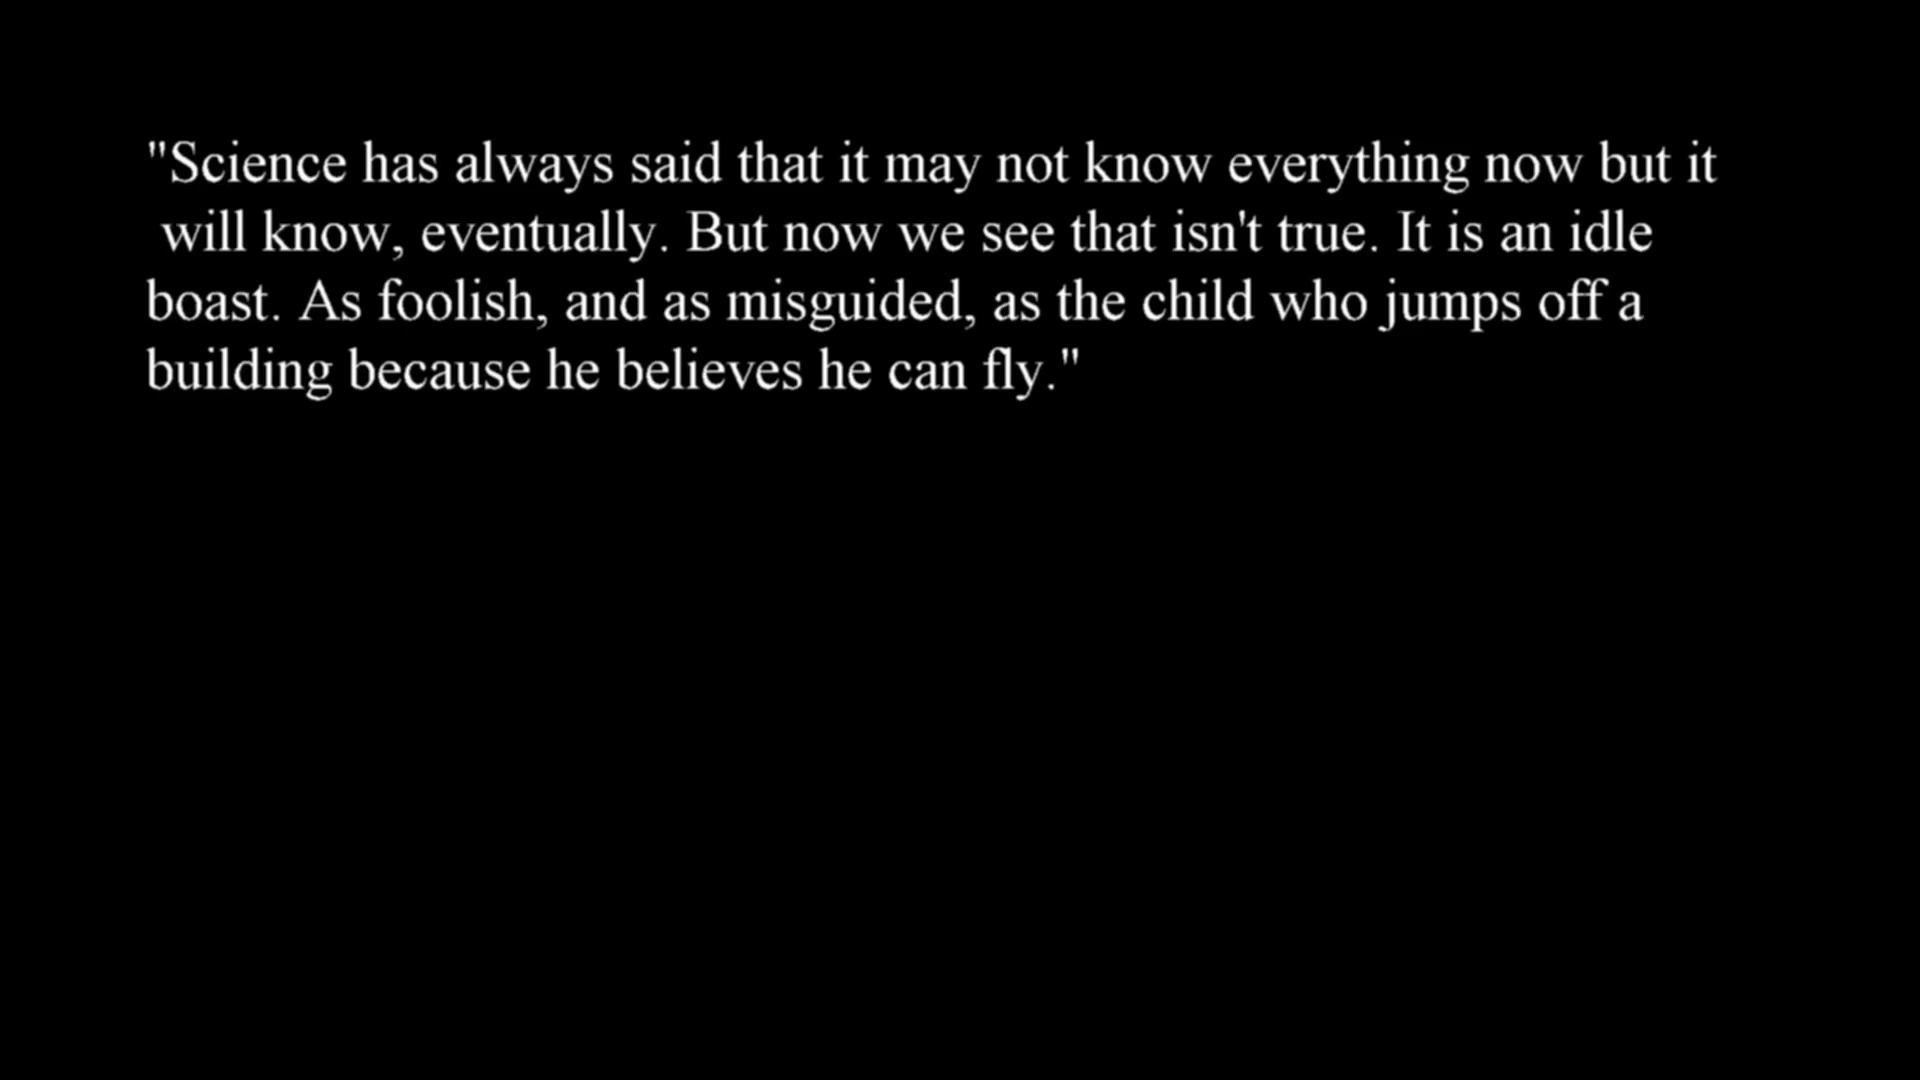 "Science has always said that it may not know everything now but it
will know, eventually. But now we see that isn't true. It is an idle
boast. As foolish, and as misguided, as the child who jumps off a
building because he believes he can fly."